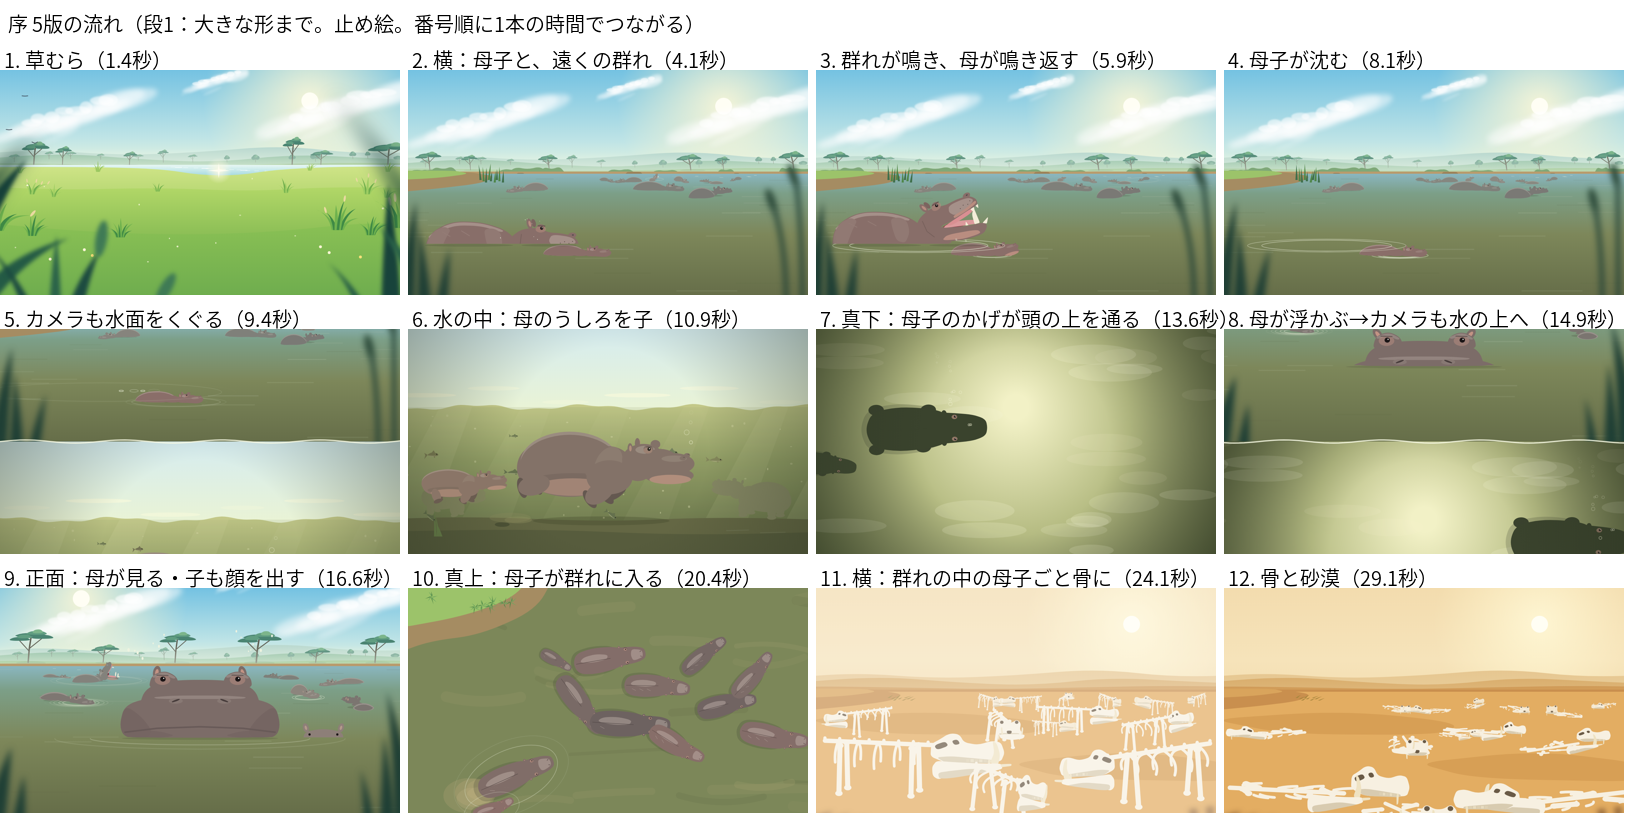 序 5版の流れ（段1：大きな形まで。止め絵。番号順に1本の時間でつながる）
1. 草むら（1.4秒）
2. 横：母子と、遠くの群れ（4.1秒）
3. 群れが鳴き、母が鳴き返す（5.9秒）
4. 母子が沈む（8.1秒）
5. カメラも水面をくぐる（9.4秒）
6. 水の中：母のうしろを子（10.9秒）
7. 真下：母子のかげが頭の上を通る（13.6秒）
8. 母が浮かぶ→カメラも水の上へ（14.9秒）
9. 正面：母が見る・子も顔を出す（16.6秒）
10. 真上：母子が群れに入る（20.4秒）
11. 横：群れの中の母子ごと骨に（24.1秒）
12. 骨と砂漠（29.1秒）